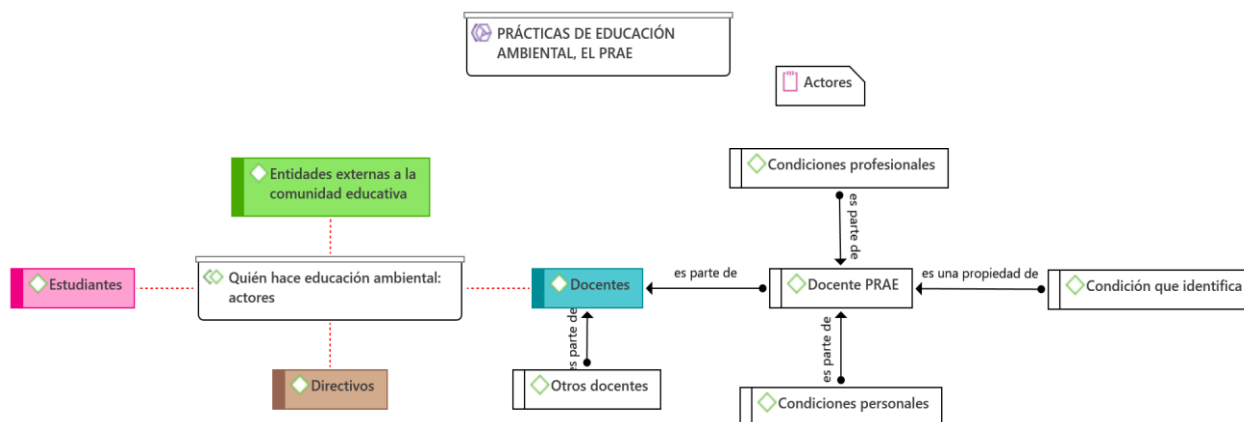 PRÁCTICAS DE EDUCACIÓN
AMBIENTAL, EL PRAE
Actores
Entidades externas a la
comunidad educativa
Condiciones profesionales
es parte de
Estudiantes
Quién hace educación ambiental:
actores
Docentes
es parte de
Docente PRAE
es una propiedad de
Condición que identifica
es parte de
es parte de
Directivos
Otros docentes
Condiciones personales